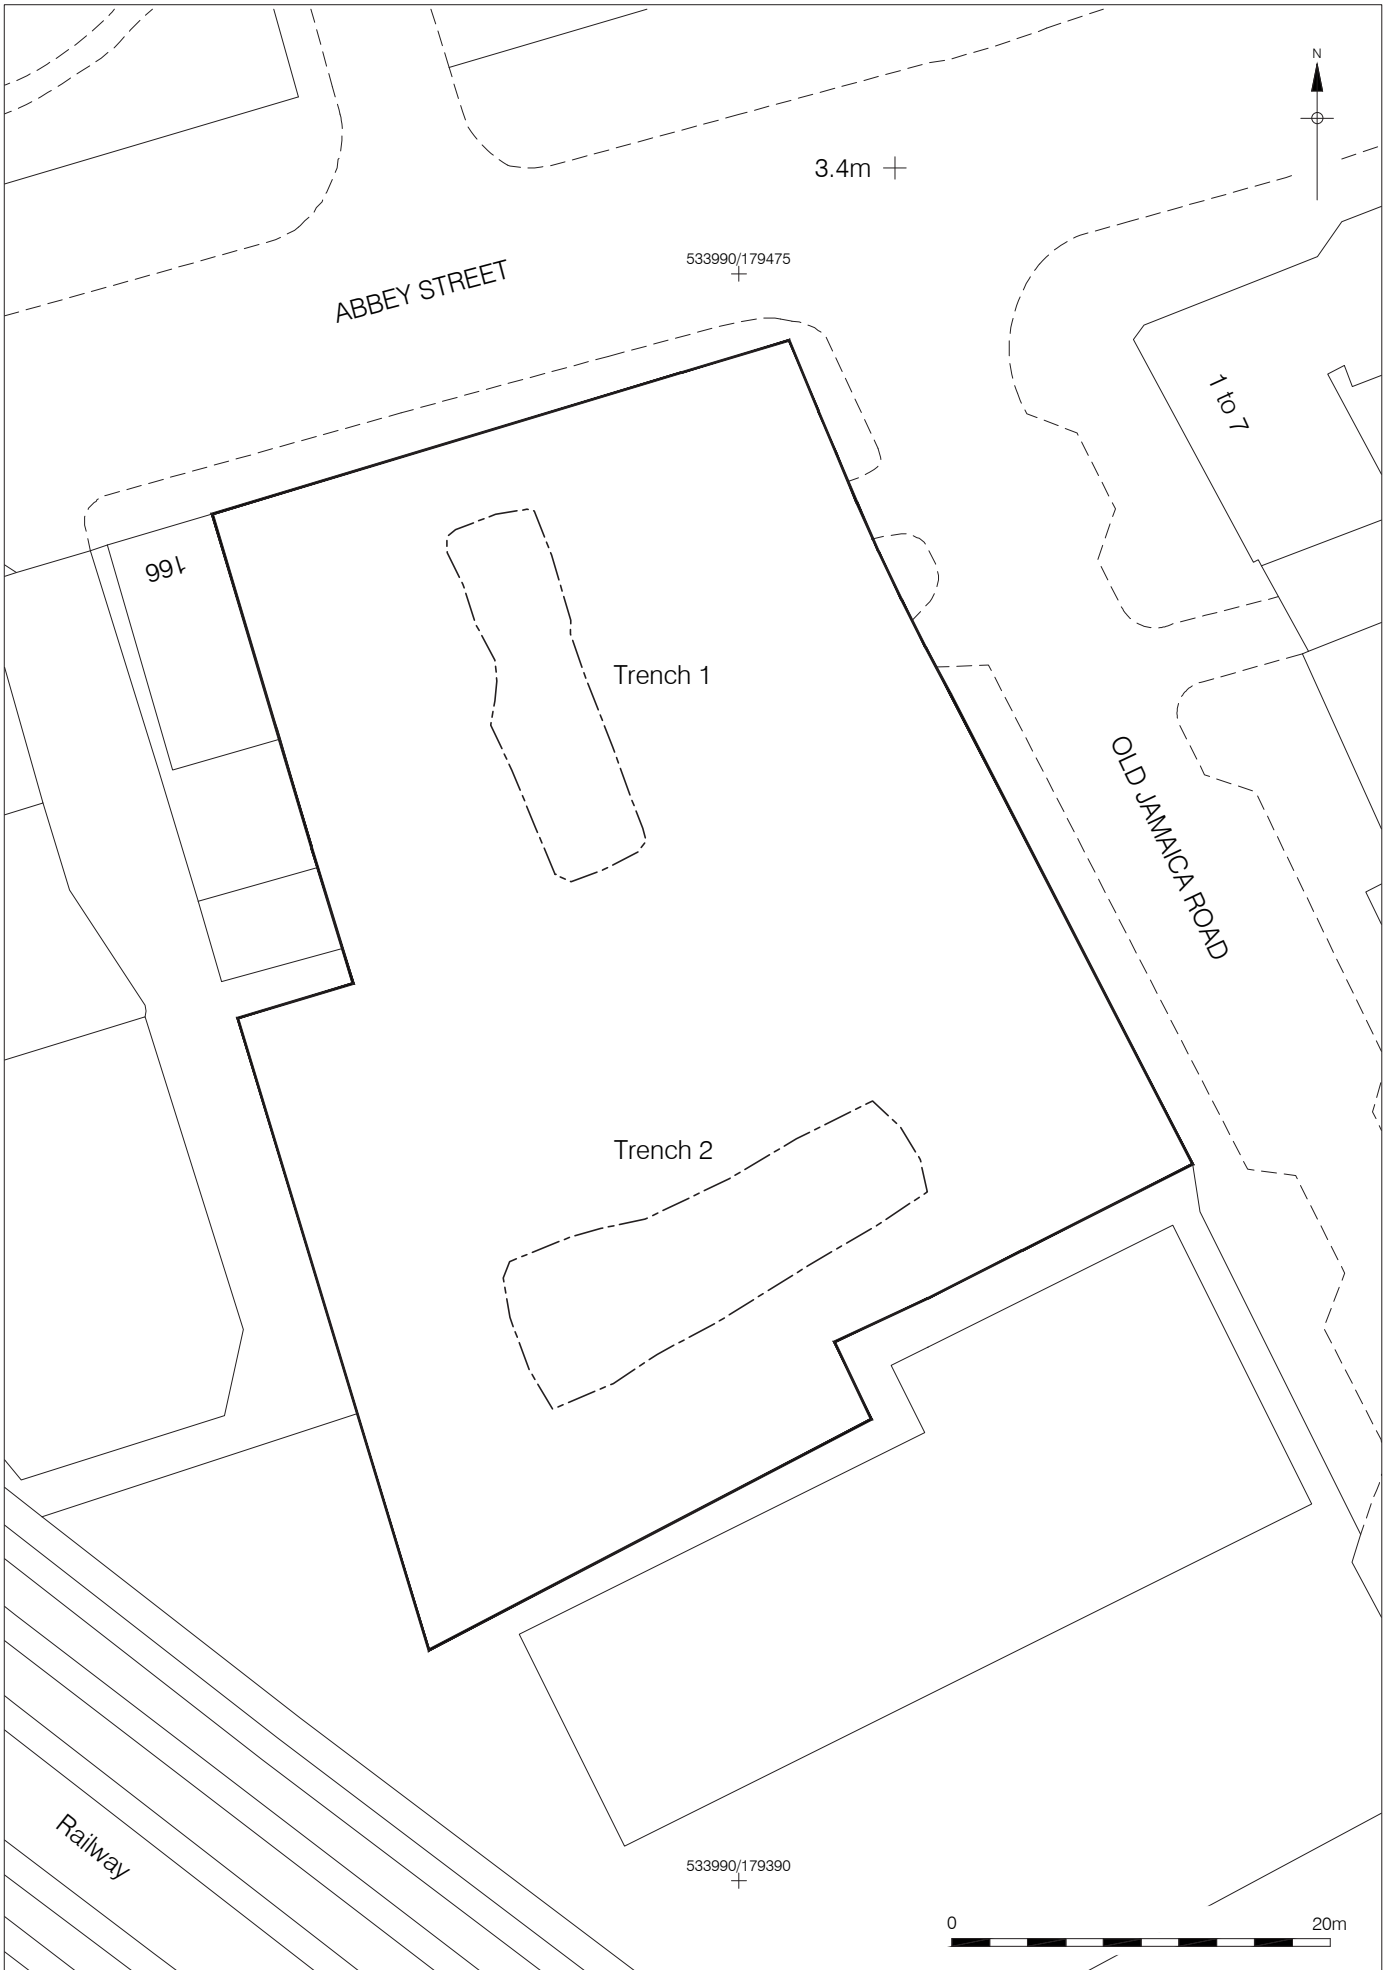 N
3.4m
533990/179475
ABBEY STREET
1 to 7
166
Trench 1
OLD JAMAICA ROAD
Trench 2
Railway
533990/179390
0 20m